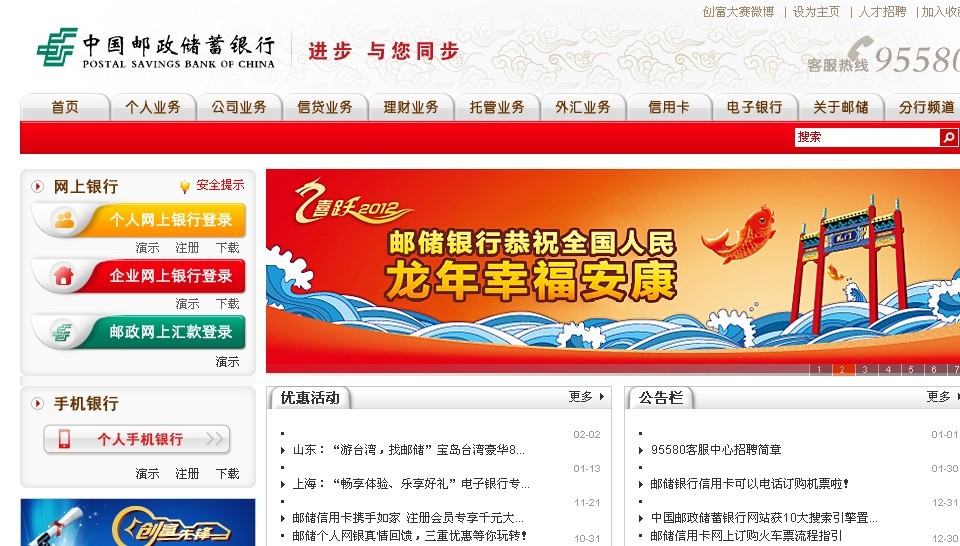 创富大赛微博 | 设为主页 | 人才招聘 | 加入收藏
中国邮政储蓄银行
POSTAL SAVINGS BANK OF CHINA
进步 与您同步
客服热线 95580
首页 个人业务 公司业务 信贷业务 理财业务 托管业务 外汇业务 信用卡 电子银行 关于邮储 分行频道
搜索
网上银行 安全提示
个人网上银行登录
演示 注册 下载
企业网上银行登录
演示 下载
邮政网上汇款登录
演示
手机银行
个人手机银行
演示 注册 下载
创富先锋
喜跃2012
邮储银行恭祝全国人民
龙年幸福安康
1 2 3 4 5 6 7
优惠活动 更多
02-02
山东：“游台湾，找邮储”宝岛台湾豪华8...
01-13
上海：“畅享体验、乐享好礼”电子银行专...
11-21
邮储信用卡携手如家 注册会员专享千元大...
邮储个人网银真情回馈，三重优惠等你玩转！
10-31
公告栏 更多
01-01
95580客服中心招聘简章
01-30
邮储银行信用卡可以电话订购机票啦！
12-31
中国邮政储蓄银行网站获10大搜索引擎置...
邮储信用卡网上订购火车票流程指引
12-30